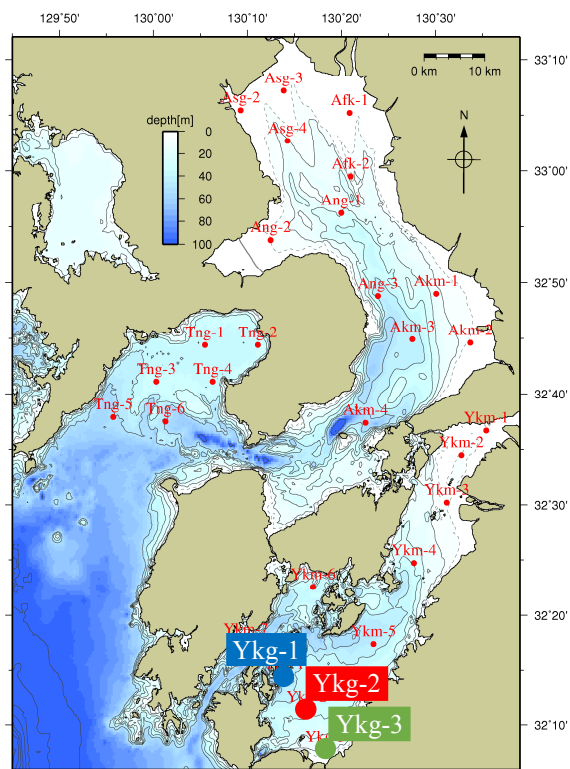 129°50' 130°00' 130°10' 130°20' 130°30'
33°10'
33°00'
32°50'
32°40'
32°30'
32°20'
32°10'
0 km 10 km
N
depth[m]
0
20
40
60
80
100
Asg-3
Asg-2
Afk-1
Asg-4
Afk-2
Ang-1
Ang-2
Ang-3
Akm-1
Akm-3
Akm-2
Tng-1
Tng-2
Tng-3
Tng-4
Tng-5
Tng-6
Akm-4
Ykm-1
Ykm-2
Ykm-3
Ykm-4
Ykm-6
Ykm-7
Ykm-5
Ykg-1
Ykg-2
Ykg-3